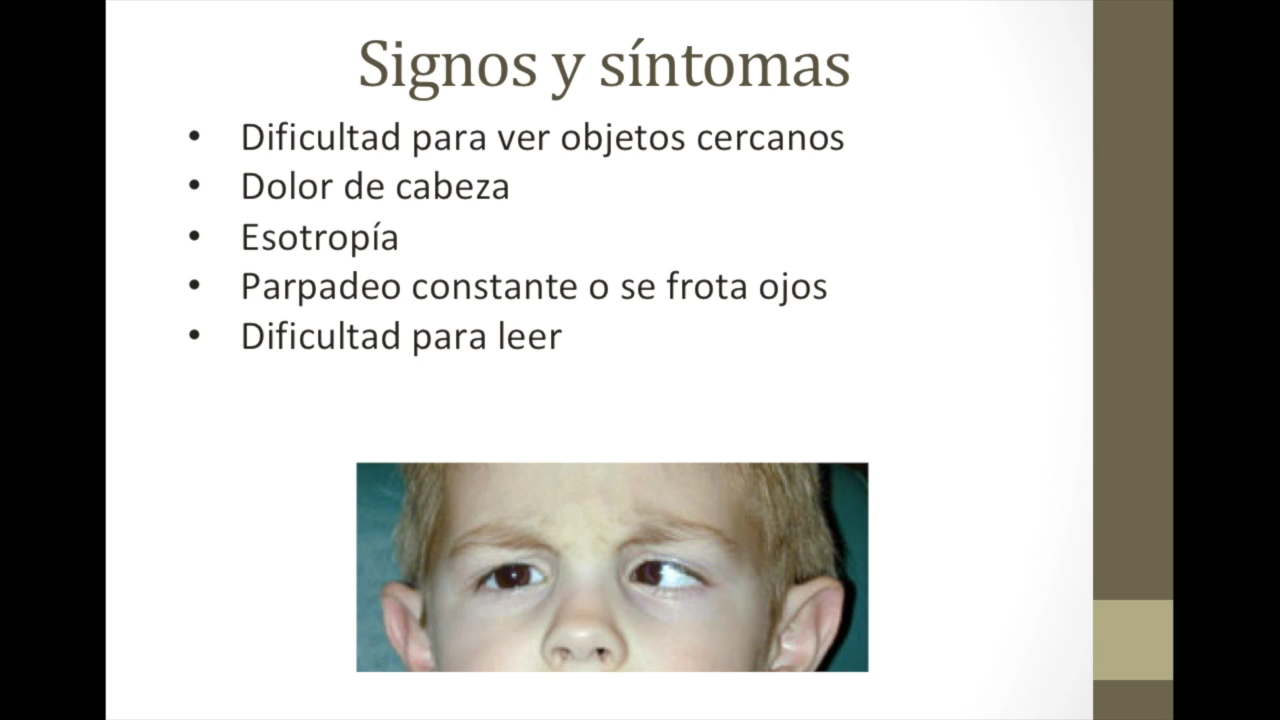 Signos y síntomas
• Dificultad para ver objetos cercanos
• Dolor de cabeza
• Esotropía
• Parpadeo constante o se frota ojos
• Dificultad para leer